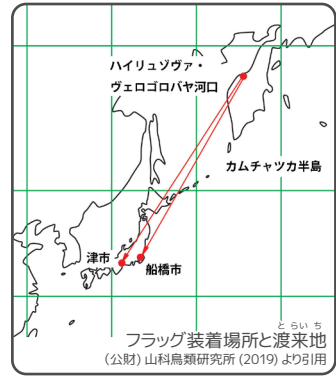 ハイリュゾヴァ・
ヴェロゴロバヤ河口
カムチャツカ半島
津市
船橋市
とらいち
フラッグ装着場所と渡来地
(公財)山科鳥類研究所(2019)より引用